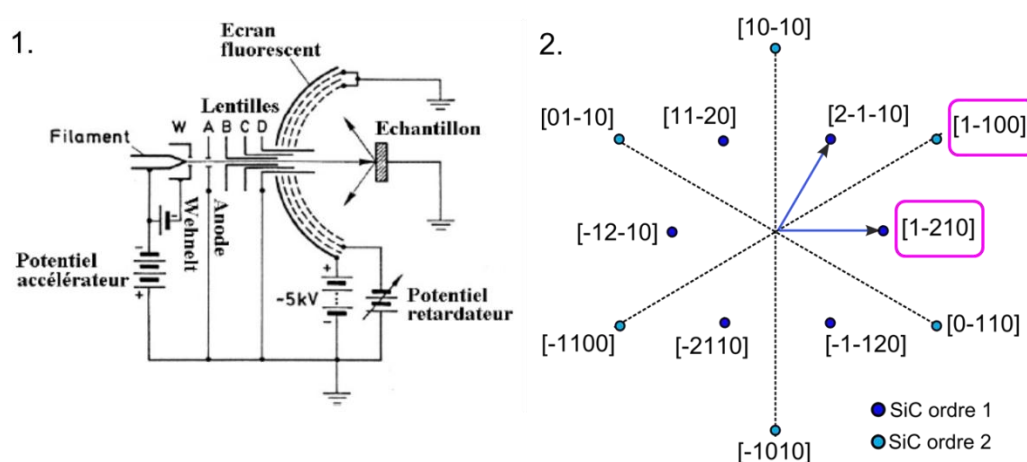 1.
Ecran
fluorescent
Lentilles
W A B C D
Filament
Echantillon
Wehnelt
Anode
Potentiel
accélérateur
−
+
−
+
~5kV
−
Potentiel
retardateur
2.
[10-10]
[01-10]
[11-20]
[2-1-10]
[1-100]
[-12-10]
[1-210]
[-1100]
[-2110]
[-1-120]
[0-110]
[-1010]
SiC ordre 1
SiC ordre 2